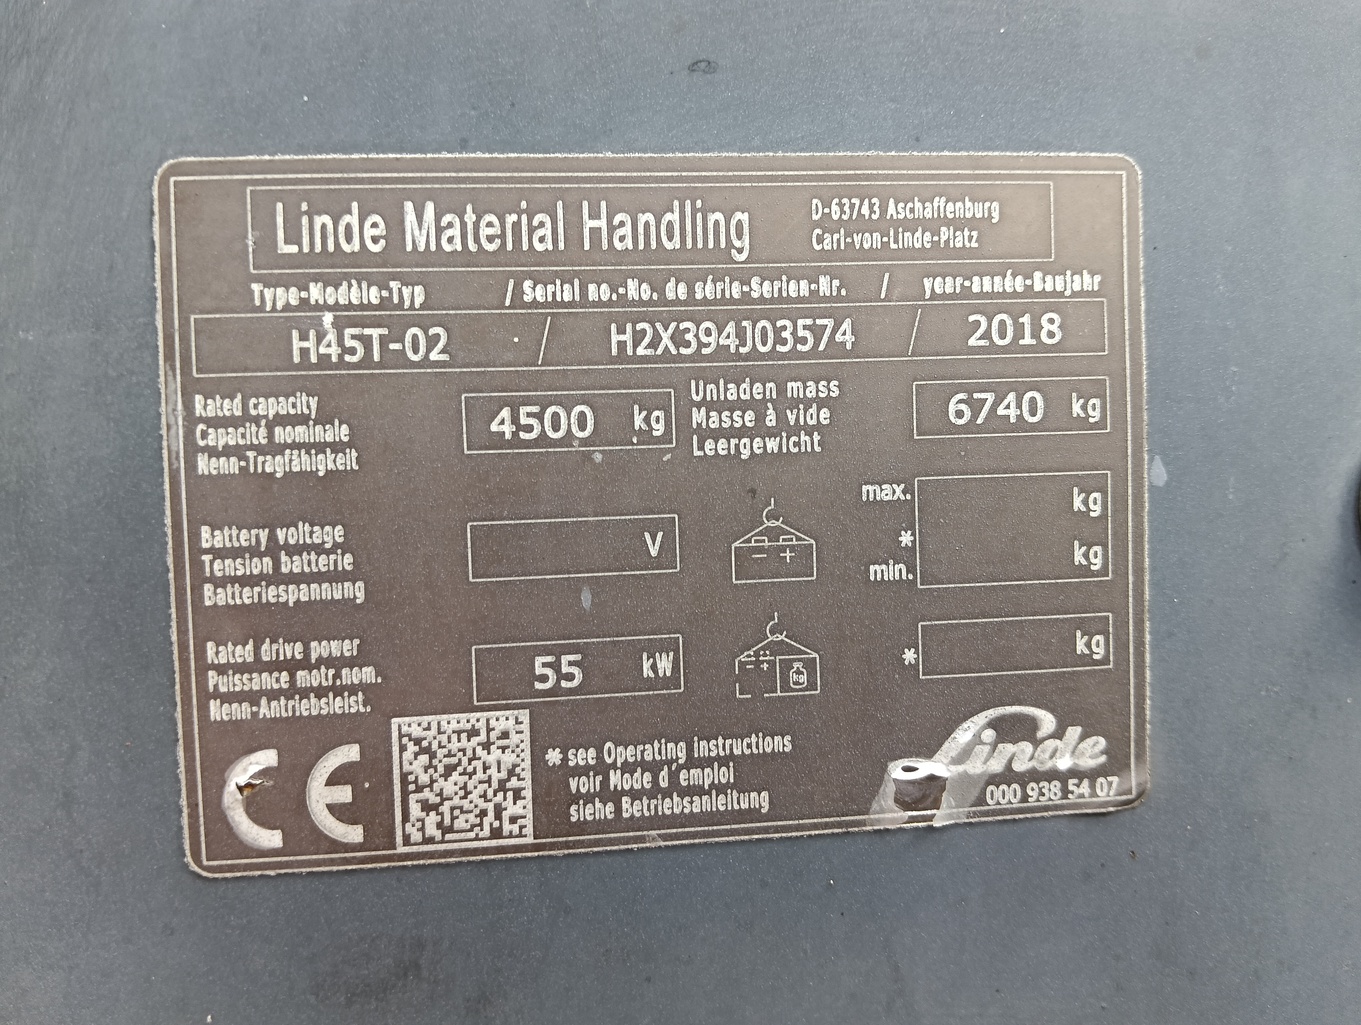 Linde Material Handling
D-63743 Aschaffenburg
Carl-von-Linde-Platz
Type-Modèle-Typ / Serial no.-No. de série-Serien-Nr. / year-année-Baujahr
H45T-02 / H2X394J03574 / 2018
Rated capacity
Capacité nominale
Nenn-Tragfähigkeit
4500 kg
Unladen mass
Masse à vide
Leergewicht
6740 kg
Battery voltage
Tension batterie
Batteriespannung
V
- +
max. kg
*
min. kg
Rated drive power
Puissance motr.nom.
Nenn-Antriebsleist.
55 kW
- +
kg
* kg
CE
* see Operating instructions
voir Mode d'emploi
siehe Betriebsanleitung
Linde
000 938 54 07